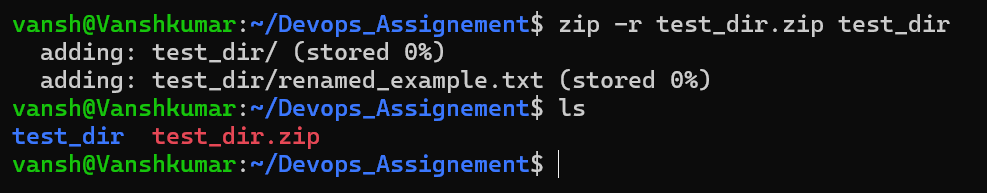 vansh@Vanshkumar:~/Devops_Assignement$ zip -r test_dir.zip test_dir
  adding: test_dir/ (stored 0%)
  adding: test_dir/renamed_example.txt (stored 0%)
vansh@Vanshkumar:~/Devops_Assignement$ ls
test_dir  test_dir.zip
vansh@Vanshkumar:~/Devops_Assignement$